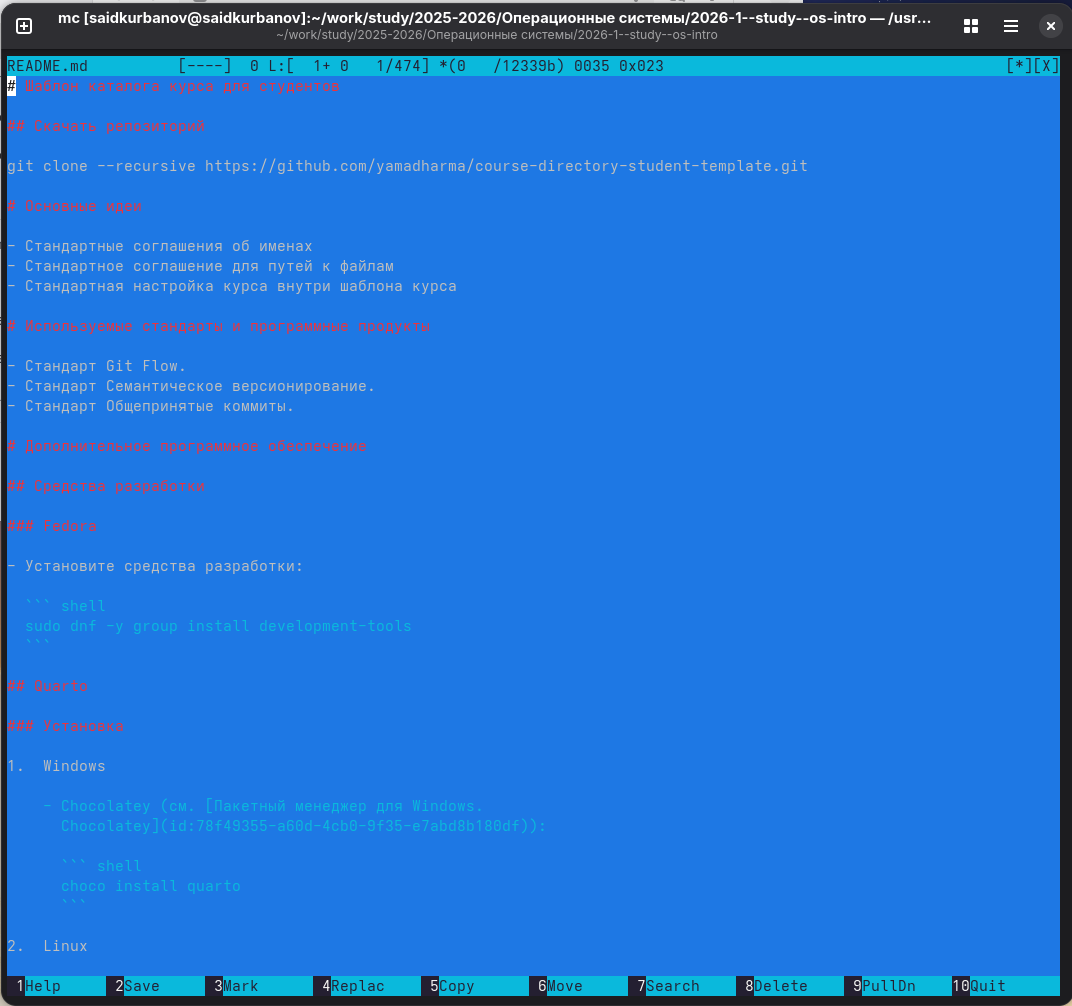 mc [saidkurbanov@saidkurbanov]:~/work/study/2025-2026/Операционные системы/2026-1--study--os-intro — /usr…
~/work/study/2025-2026/Операционные системы/2026-1--study--os-intro
README.md          [----]  0 L:[  1+ 0   1/474] *(0   /12339b) 0035 0x023                                      [*][X]
# Шаблон каталога курса для студентов
## Скачать репозиторий
git clone --recursive https://github.com/yamadharma/course-directory-student-template.git
# Основные идеи
- Стандартные соглашения об именах
- Стандартное соглашение для путей к файлам
- Стандартная настройка курса внутри шаблона курса
# Используемые стандарты и программные продукты
- Стандарт Git Flow.
- Стандарт Семантическое версионирование.
- Стандарт Общепринятые коммиты.
# Дополнительное программное обеспечение
## Средства разработки
### Fedora
- Установите средства разработки:
``` shell
sudo dnf -y group install development-tools
```
## Quarto
### Установка
1.  Windows
- Chocolatey (см. [Пакетный менеджер для Windows.
Chocolatey](id:78f49355-a60d-4cb0-9f35-e7abd8b180df)):
``` shell
choco install quarto
```
2.  Linux
1Help 2Save 3Mark 4Replac 5Copy 6Move 7Search 8Delete 9PullDn 10Quit